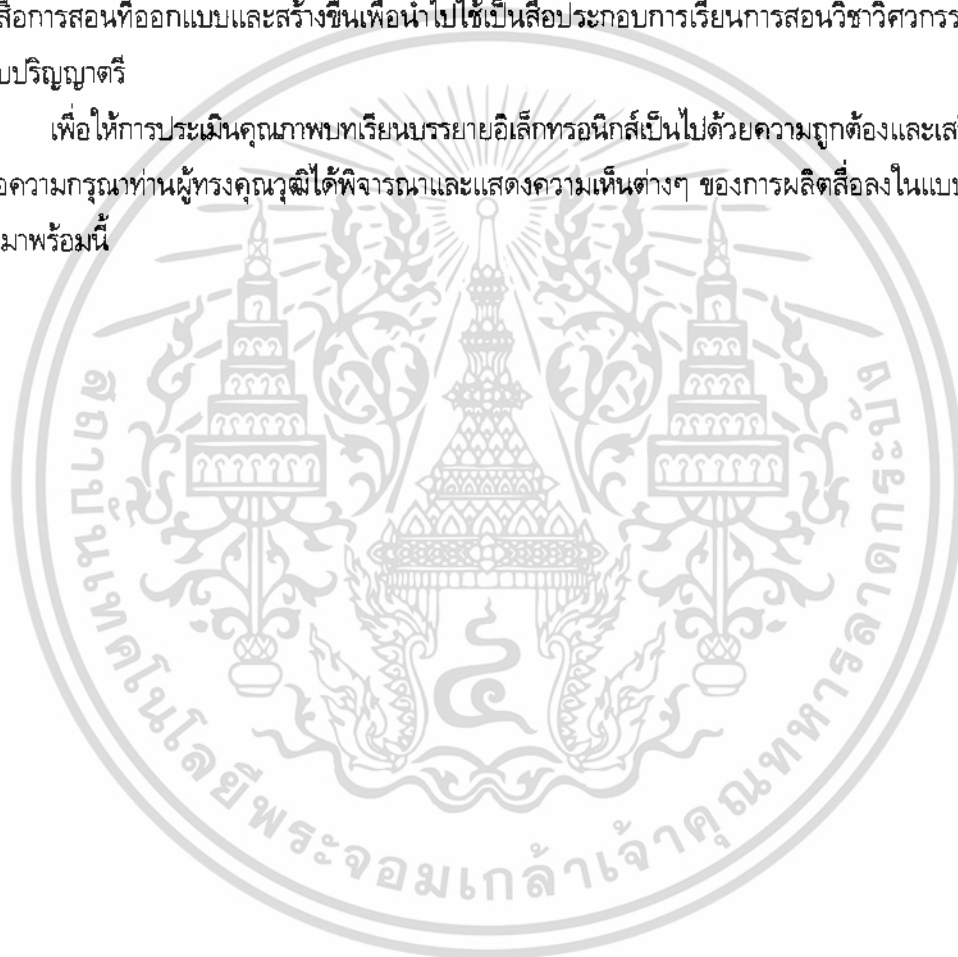 สื่อการสอนที่ออกแบบและสร้างขึ้นเพื่อนำไปใช้เป็นสื่อประกอบการเรียนการสอนวิชาวิศวกรร
บปริญญาตรี
เพื่อให้การประเมินคุณภาพบทเรียนบรรยายอิเล็กทรอนิกส์เป็นไปด้วยความถูกต้องและเส
อความกรุณาท่านผู้ทรงคุณวุฒิได้พิจารณาและแสดงความเห็นต่างๆ ของการผลิตสื่อลงในแบบ
มาพร้อมนี้
สถาบันเทคโนโลยีพระจอมเกล้าเจ้าคุณทหารลาดกระบัง
๔